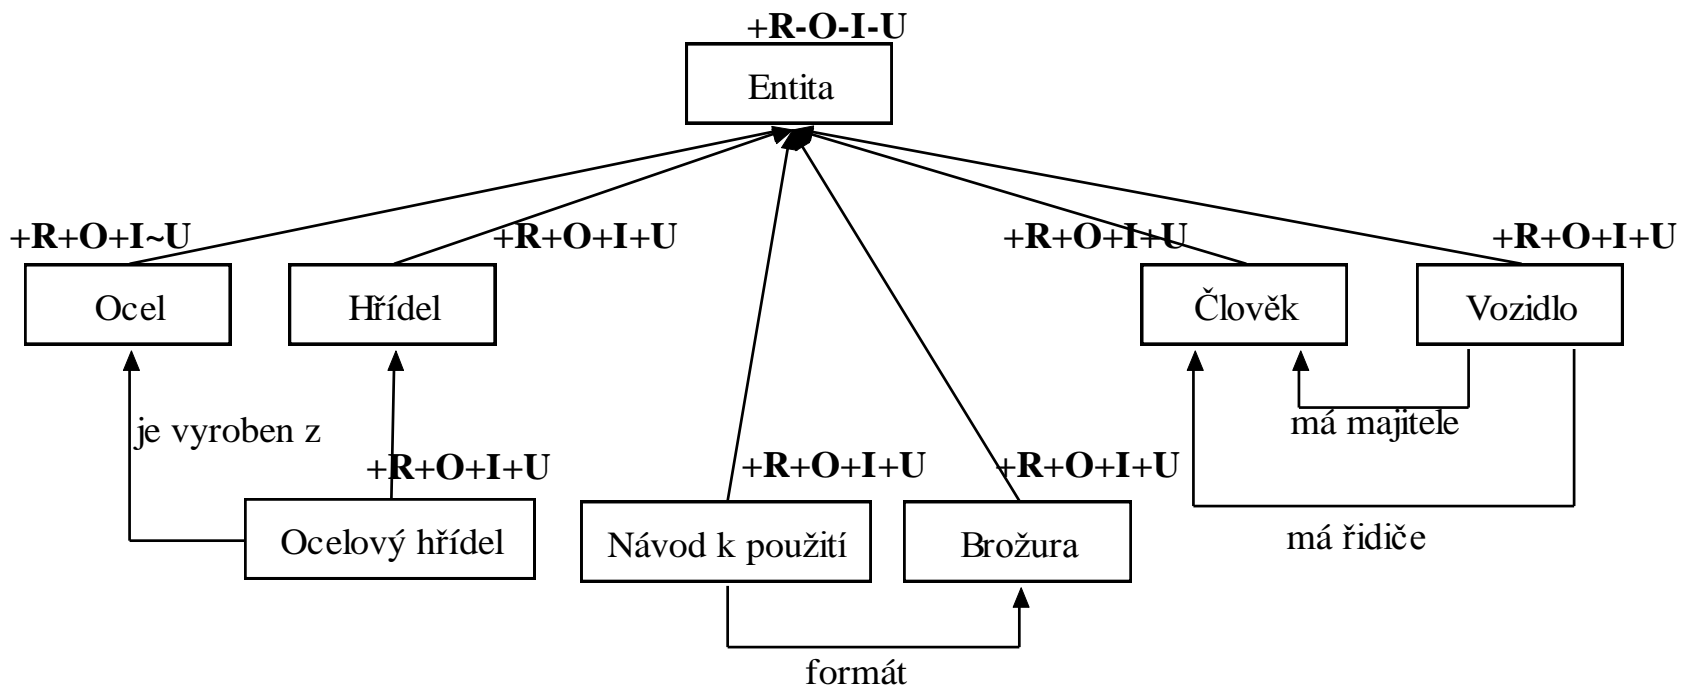 +R-O-I-U
Entita
+R+O+I~U
+R+O+I+U
+R+O+I+U
+R+O+I+U
Ocel
Hřídel
Člověk
Vozidlo
je vyroben z
má majitele
+R+O+I+U
+R+O+I+U
+R+O+I+U
Ocelový hřídel
Návod k použití
Brožura
má řidiče
formát